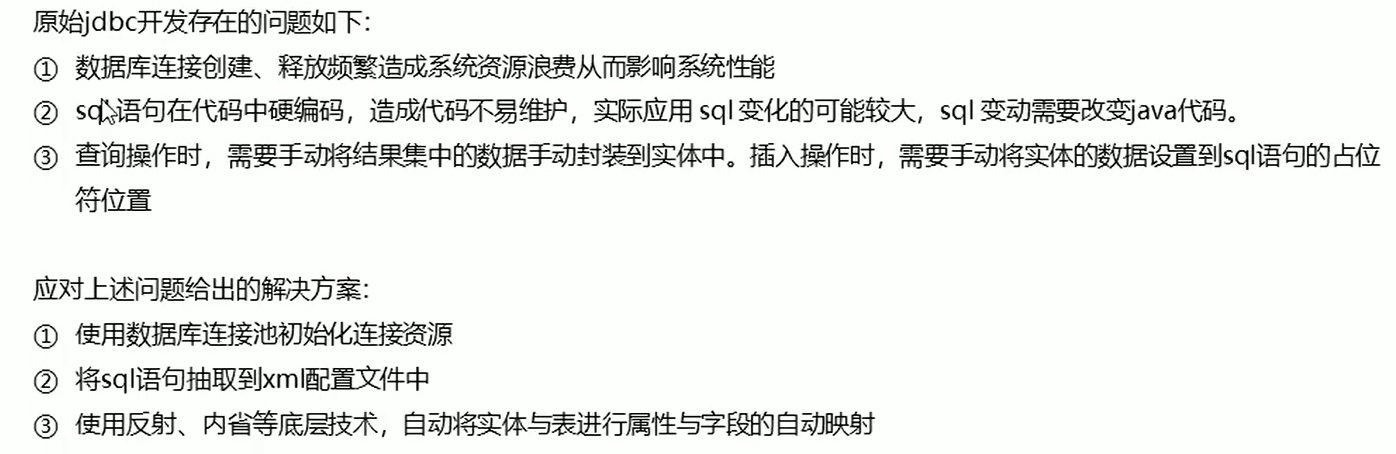 原始jdbc开发存在的问题如下：
① 数据库连接创建、释放频繁造成系统资源浪费从而影响系统性能
② sql语句在代码中硬编码，造成代码不易维护，实际应用 sql 变化的可能较大，sql 变动需要改变java代码。
③ 查询操作时，需要手动将结果集中的数据手动封装到实体中。插入操作时，需要手动将实体的数据设置到sql语句的占位
符位置
应对上述问题给出的解决方案：
① 使用数据库连接池初始化连接资源
② 将sql语句抽取到xml配置文件中
③ 使用反射、内省等底层技术，自动将实体与表进行属性与字段的自动映射